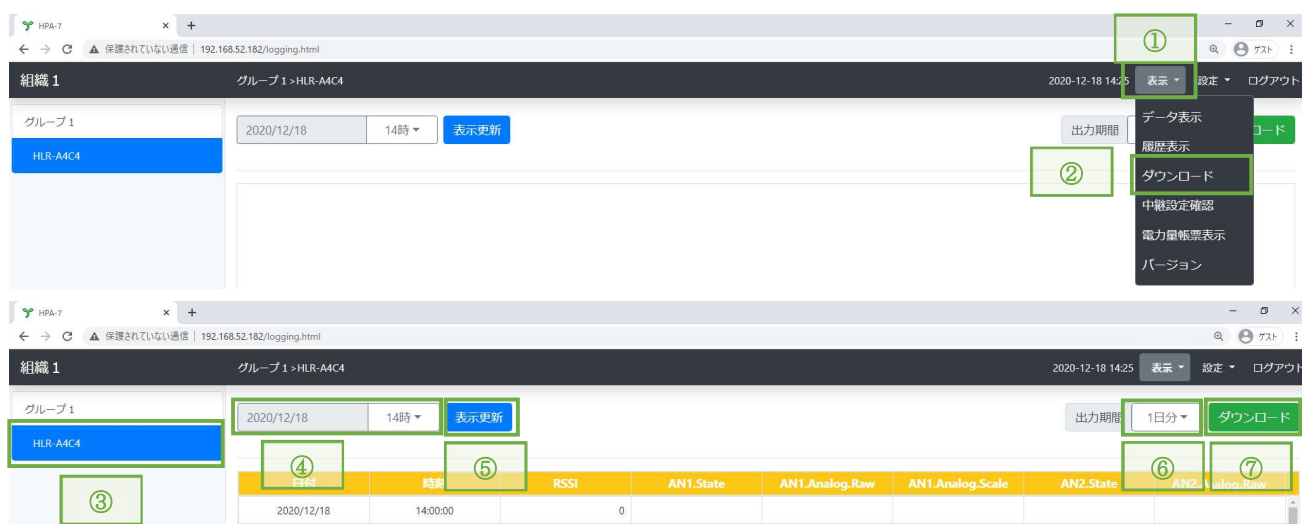 HPA-7
保護されていない通信 | 192.168.52.182/logging.html
ゲスト
①
組織 1
グループ 1 >HLR-A4C4
2020-12-18 14:25
表示
設定
ログアウト
グループ 1
HLR-A4C4
2020/12/18
14時
表示更新
出力期間
ード
データ表示
履歴表示
②
ダウンロード
中継設定確認
電力量帳票表示
バージョン
HPA-7
保護されていない通信 | 192.168.52.182/logging.html
ゲスト
組織 1
グループ 1 >HLR-A4C4
2020-12-18 14:25
表示
設定
ログアウト
グループ 1
HLR-A4C4
③
2020/12/18
14時
表示更新
出力期間
1日分
ダウンロード
④
⑤
⑥
⑦
日付
時刻
RSSI
AN1.State
AN1.Analog.Raw
AN1.Analog.Scale
AN2.State
AN2.Analog.Raw
2020/12/18
14:00:00
0